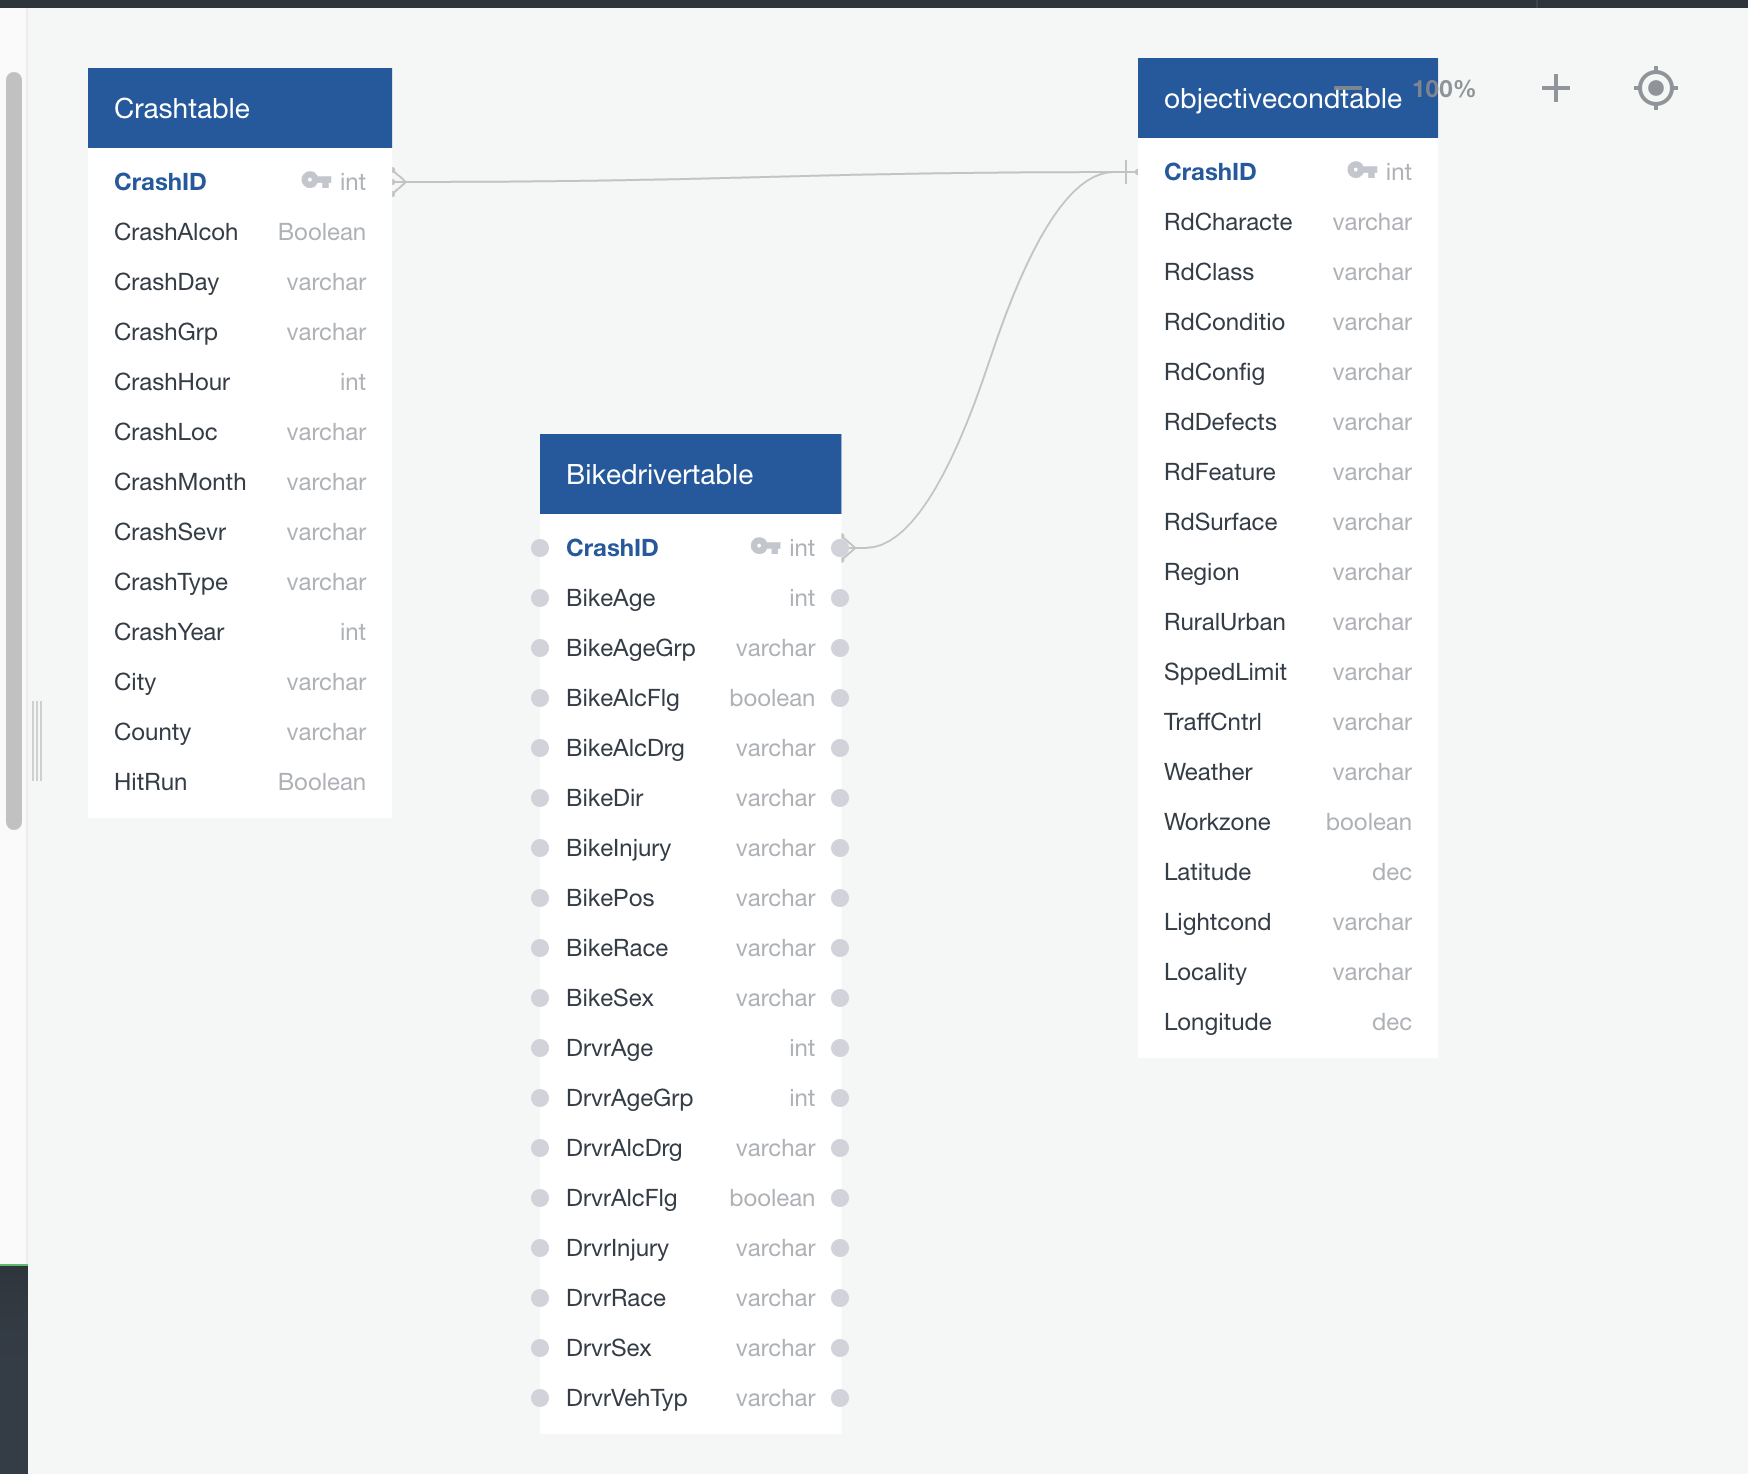 Crashtable
CrashID int
CrashAlcoh Boolean
CrashDay varchar
CrashGrp varchar
CrashHour int
CrashLoc varchar
CrashMonth varchar
CrashSevr varchar
CrashType varchar
CrashYear int
City varchar
County varchar
HitRun Boolean
Bikedrivertable
CrashID int
BikeAge int
BikeAgeGrp varchar
BikeAlcFlg boolean
BikeAlcDrg varchar
BikeDir varchar
BikeInjury varchar
BikePos varchar
BikeRace varchar
BikeSex varchar
DrvrAge int
DrvrAgeGrp int
DrvrAlcDrg varchar
DrvrAlcFlg boolean
DrvrInjury varchar
DrvrRace varchar
DrvrSex varchar
DrvrVehTyp varchar
objectivecondtable
100%
CrashID int
RdCharacte varchar
RdClass varchar
RdConditio varchar
RdConfig varchar
RdDefects varchar
RdFeature varchar
RdSurface varchar
Region varchar
RuralUrban varchar
SppedLimit varchar
TraffCntrl varchar
Weather varchar
Workzone boolean
Latitude dec
Lightcond varchar
Locality varchar
Longitude dec